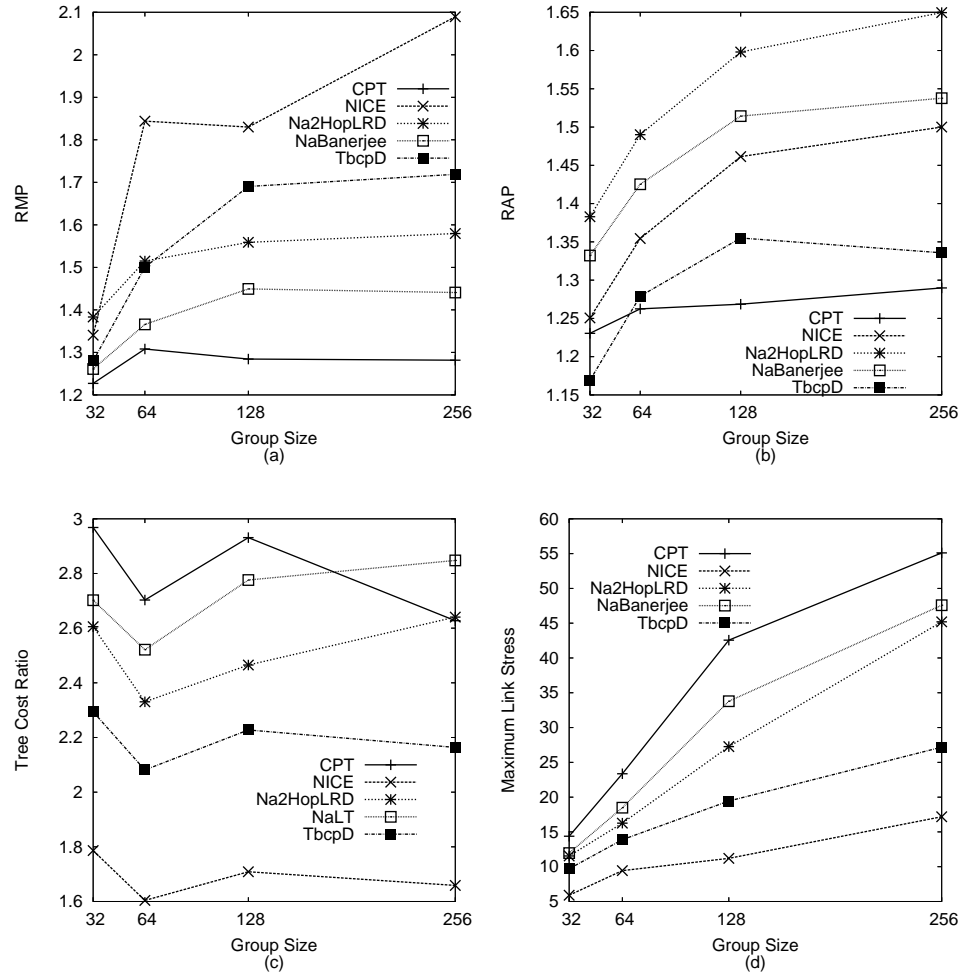 2.1
2
1.9
1.8
1.7
1.6
1.5
1.4
1.3
1.2
32
64
128
256
RMP
Group Size
(a)
CPT
NICE
Na2HopLRD
NaBanerjee
TbcpD
1.65
1.6
1.55
1.5
1.45
1.4
1.35
1.3
1.25
1.2
1.15
32
64
128
256
RAP
Group Size
(b)
CPT
NICE
Na2HopLRD
NaBanerjee
TbcpD
3
2.8
2.6
2.4
2.2
2
1.8
1.6
32
64
128
256
Tree Cost Ratio
Group Size
(c)
CPT
NICE
Na2HopLRD
NaLT
TbcpD
60
55
50
45
40
35
30
25
20
15
10
5
32
64
128
256
Maximum Link Stress
Group Size
(d)
CPT
NICE
Na2HopLRD
NaBanerjee
TbcpD